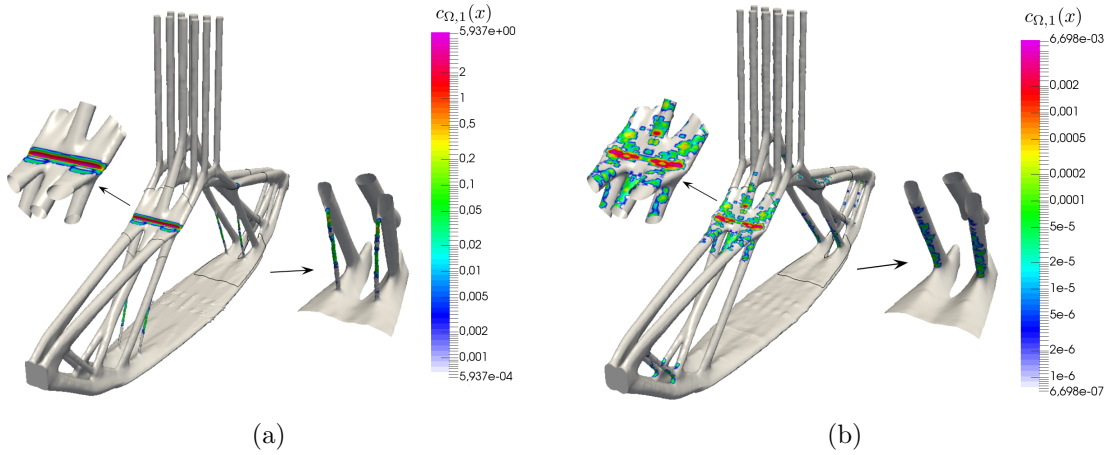 c_{Ω,1}(x)
5,937e+00
2
1
0,5
0,2
0,1
0,05
0,02
0,01
0,005
0,002
0,001
5,937e-04
(a)
c_{Ω,1}(x)
6,698e-03
0,002
0,001
0,0005
0,0002
0,0001
5e-5
2e-5
1e-5
5e-6
2e-6
1e-6
6,698e-07
(b)